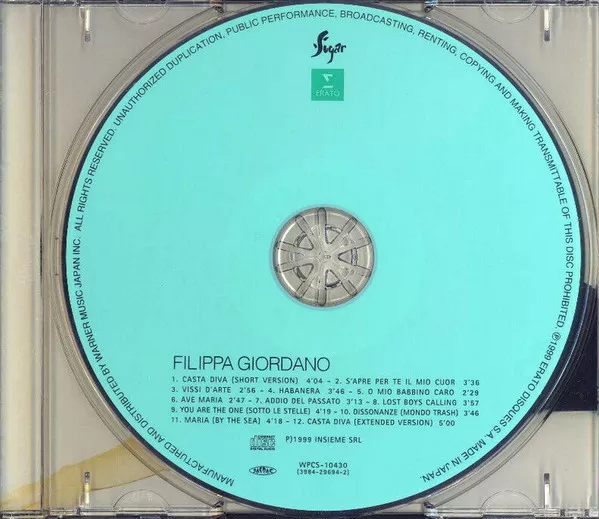 MANUFACTURED AND DISTRIBUTED BY WARNER MUSIC JAPAN INC. ALL RIGHTS RESERVED. UNAUTHORIZED DUPLICATION, PUBLIC PERFORMANCE, BROADCASTING, RENTING, COPYING AND MAKING TRANSMITTABLE OF THIS DISC PROHIBITED. ℗1999 ERATO DISQUES S.A. MADE IN JAPAN.
Sugar
ERATO
FILIPPA GIORDANO
1. CASTA DIVA (SHORT VERSION) 4'04 – 2. S'APRE PER TE IL MIO CUOR 3'36
3. VISSI D'ARTE 2'56 – 4. HABANERA 3'46 – 5. O MIO BABBINO CARO 2'29
6. AVE MARIA 2'47 – 7. ADDIO DEL PASSATO 3'13 – 8. LOST BOYS CALLING 3'57
9. YOU ARE THE ONE (SOTTO LE STELLE) 4'19 – 10. DISSONANZE (MONDO TRASH) 3'46
11. MARIA (BY THE SEA) 4'18 – 12. CASTA DIVA (EXTENDED VERSION) 5'00
COMPACT
disc
DIGITAL AUDIO
P)1999 INSIEME SRL
WPCS-10430
(3984-29694-2)